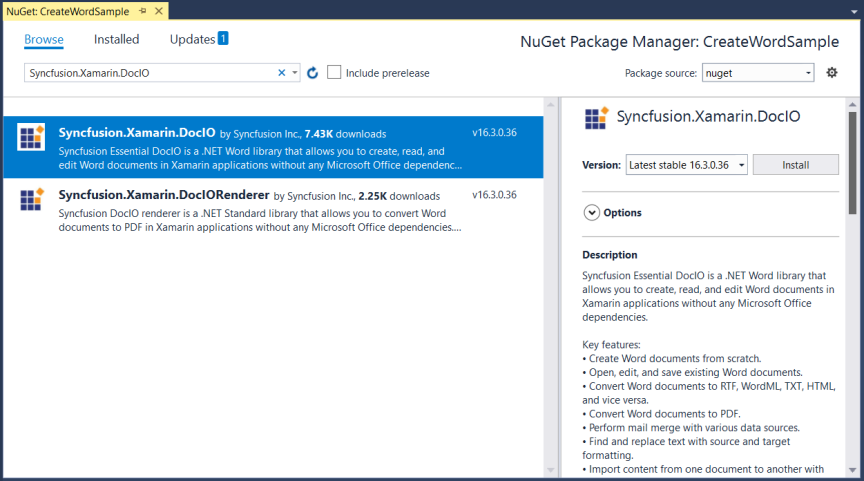 NuGet: CreateWordSample
Browse Installed Updates 1
NuGet Package Manager: CreateWordSample
Syncfusion.Xamarin.DocIO
Include prerelease
Package source: nuget
Syncfusion.Xamarin.DocIO by Syncfusion Inc., 7.43K downloads v16.3.0.36
Syncfusion Essential DocIO is a .NET Word library that allows you to create, read, and
edit Word documents in Xamarin applications without any Microsoft Office dependenc...
Syncfusion.Xamarin.DocIORenderer by Syncfusion Inc., 2.25K downloads v16.3.0.36
Syncfusion DocIO renderer is a .NET Standard library that allows you to convert Word
documents to PDF in Xamarin applications without any Microsoft Office dependencies....
Syncfusion.Xamarin.DocIO
Version: Latest stable 16.3.0.36 Install
Options
Description
Syncfusion Essential DocIO is a .NET Word library that
allows you to create, read, and edit Word documents in
Xamarin applications without any Microsoft Office
dependencies.
Key features:
• Create Word documents from scratch.
• Open, edit, and save existing Word documents.
• Convert Word documents to RTF, WordML, TXT, HTML,
and vice versa.
• Convert Word documents to PDF.
• Perform mail merge with various data sources.
• Find and replace text with source and target
formatting.
• Import content from one document to another with